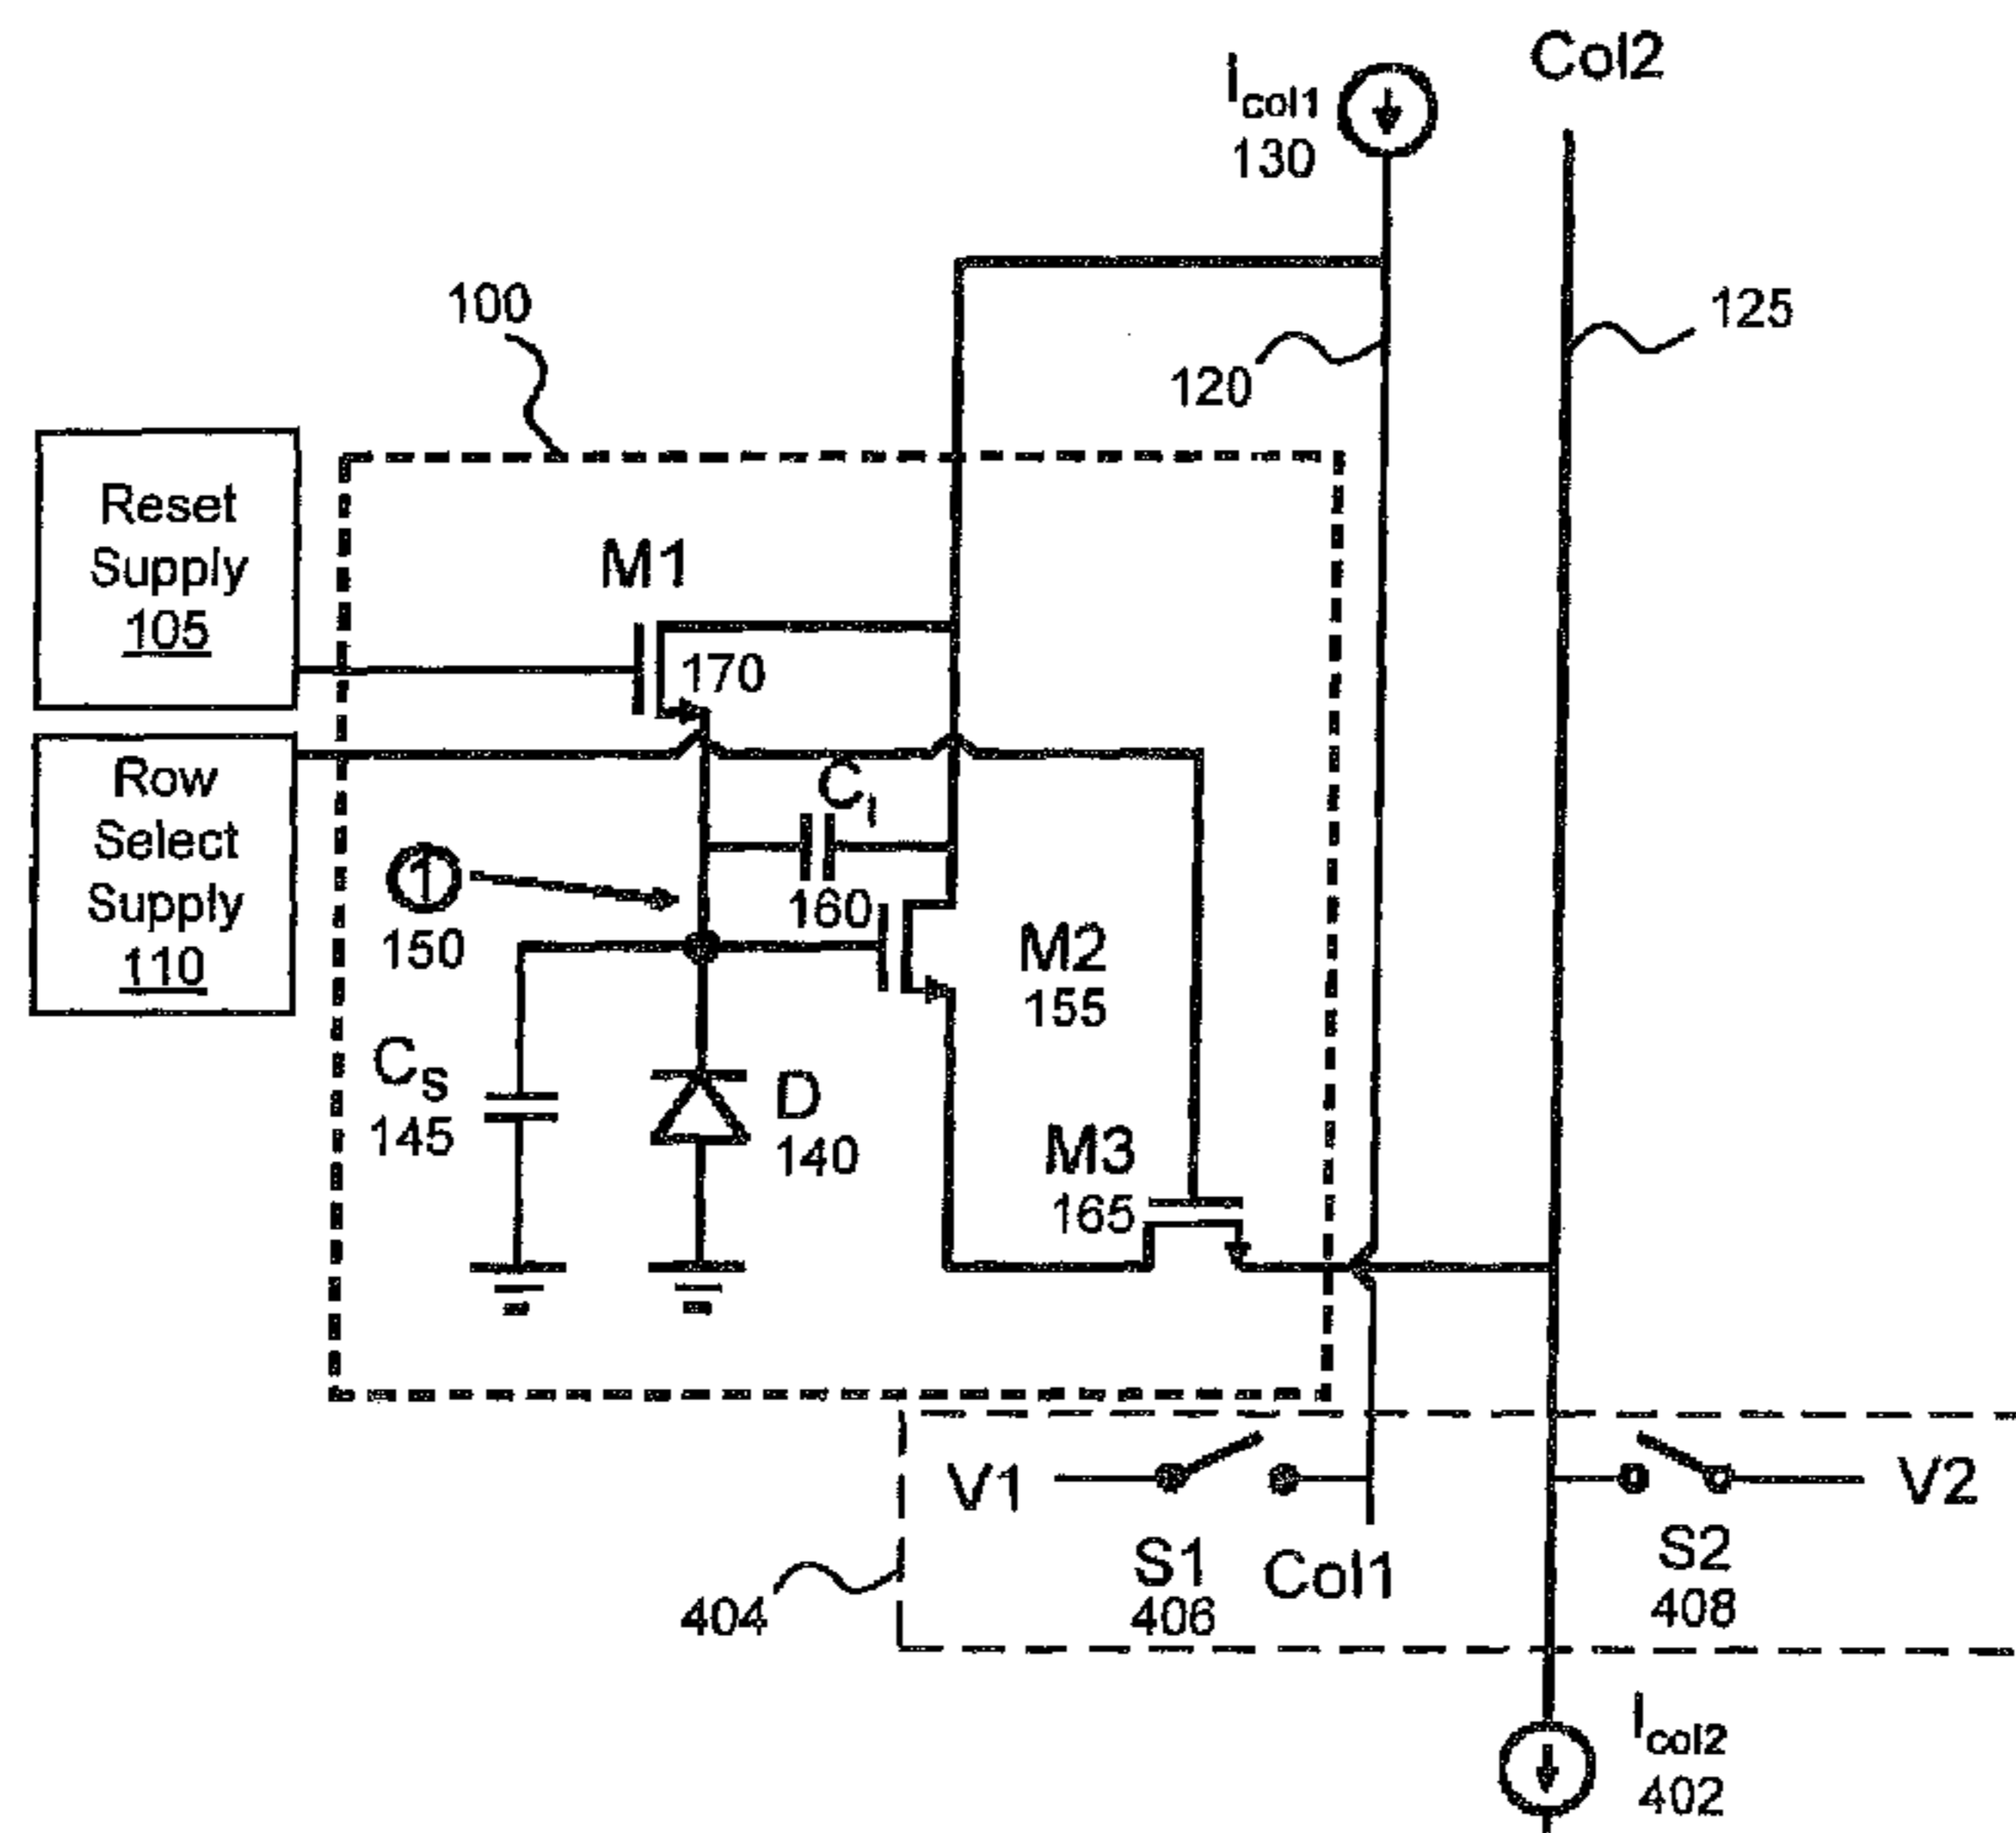 Col2
Icol1
130
100
125
120
Reset
Supply
105
M1
170
Row
Select
Supply
110
CI
1
150
160
M2
155
CS
145
D
140
M3
165
V1
V2
S1
406
Col1
S2
408
404
Icol2
402